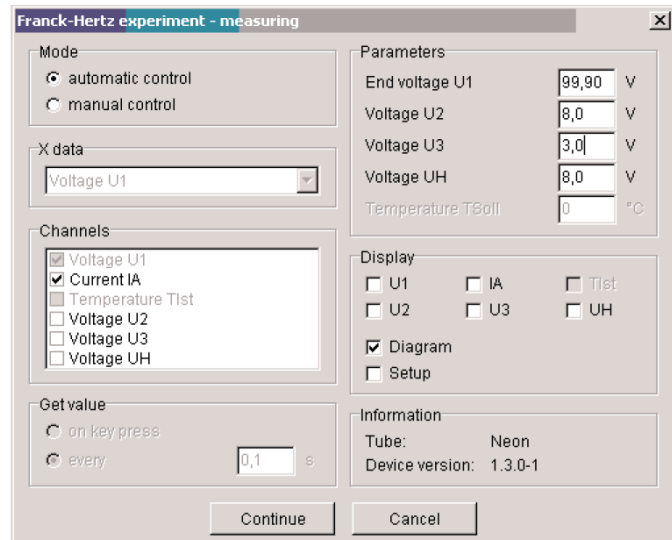 Franck-Hertz experiment - measuring
Mode
automatic control
manual control
X data
Voltage U1
Channels
Voltage U1
Current IA
Temperature TIst
Voltage U2
Voltage U3
Voltage UH
Get value
on key press
every 0,1 s
Parameters
End voltage U1 99,90 V
Voltage U2 8,0 V
Voltage U3 3,0 V
Voltage UH 8,0 V
Temperature TSoll 0 °C
Display
U1 IA TIst
U2 U3 UH
Diagram
Setup
Information
Tube: Neon
Device version: 1.3.0-1
Continue Cancel